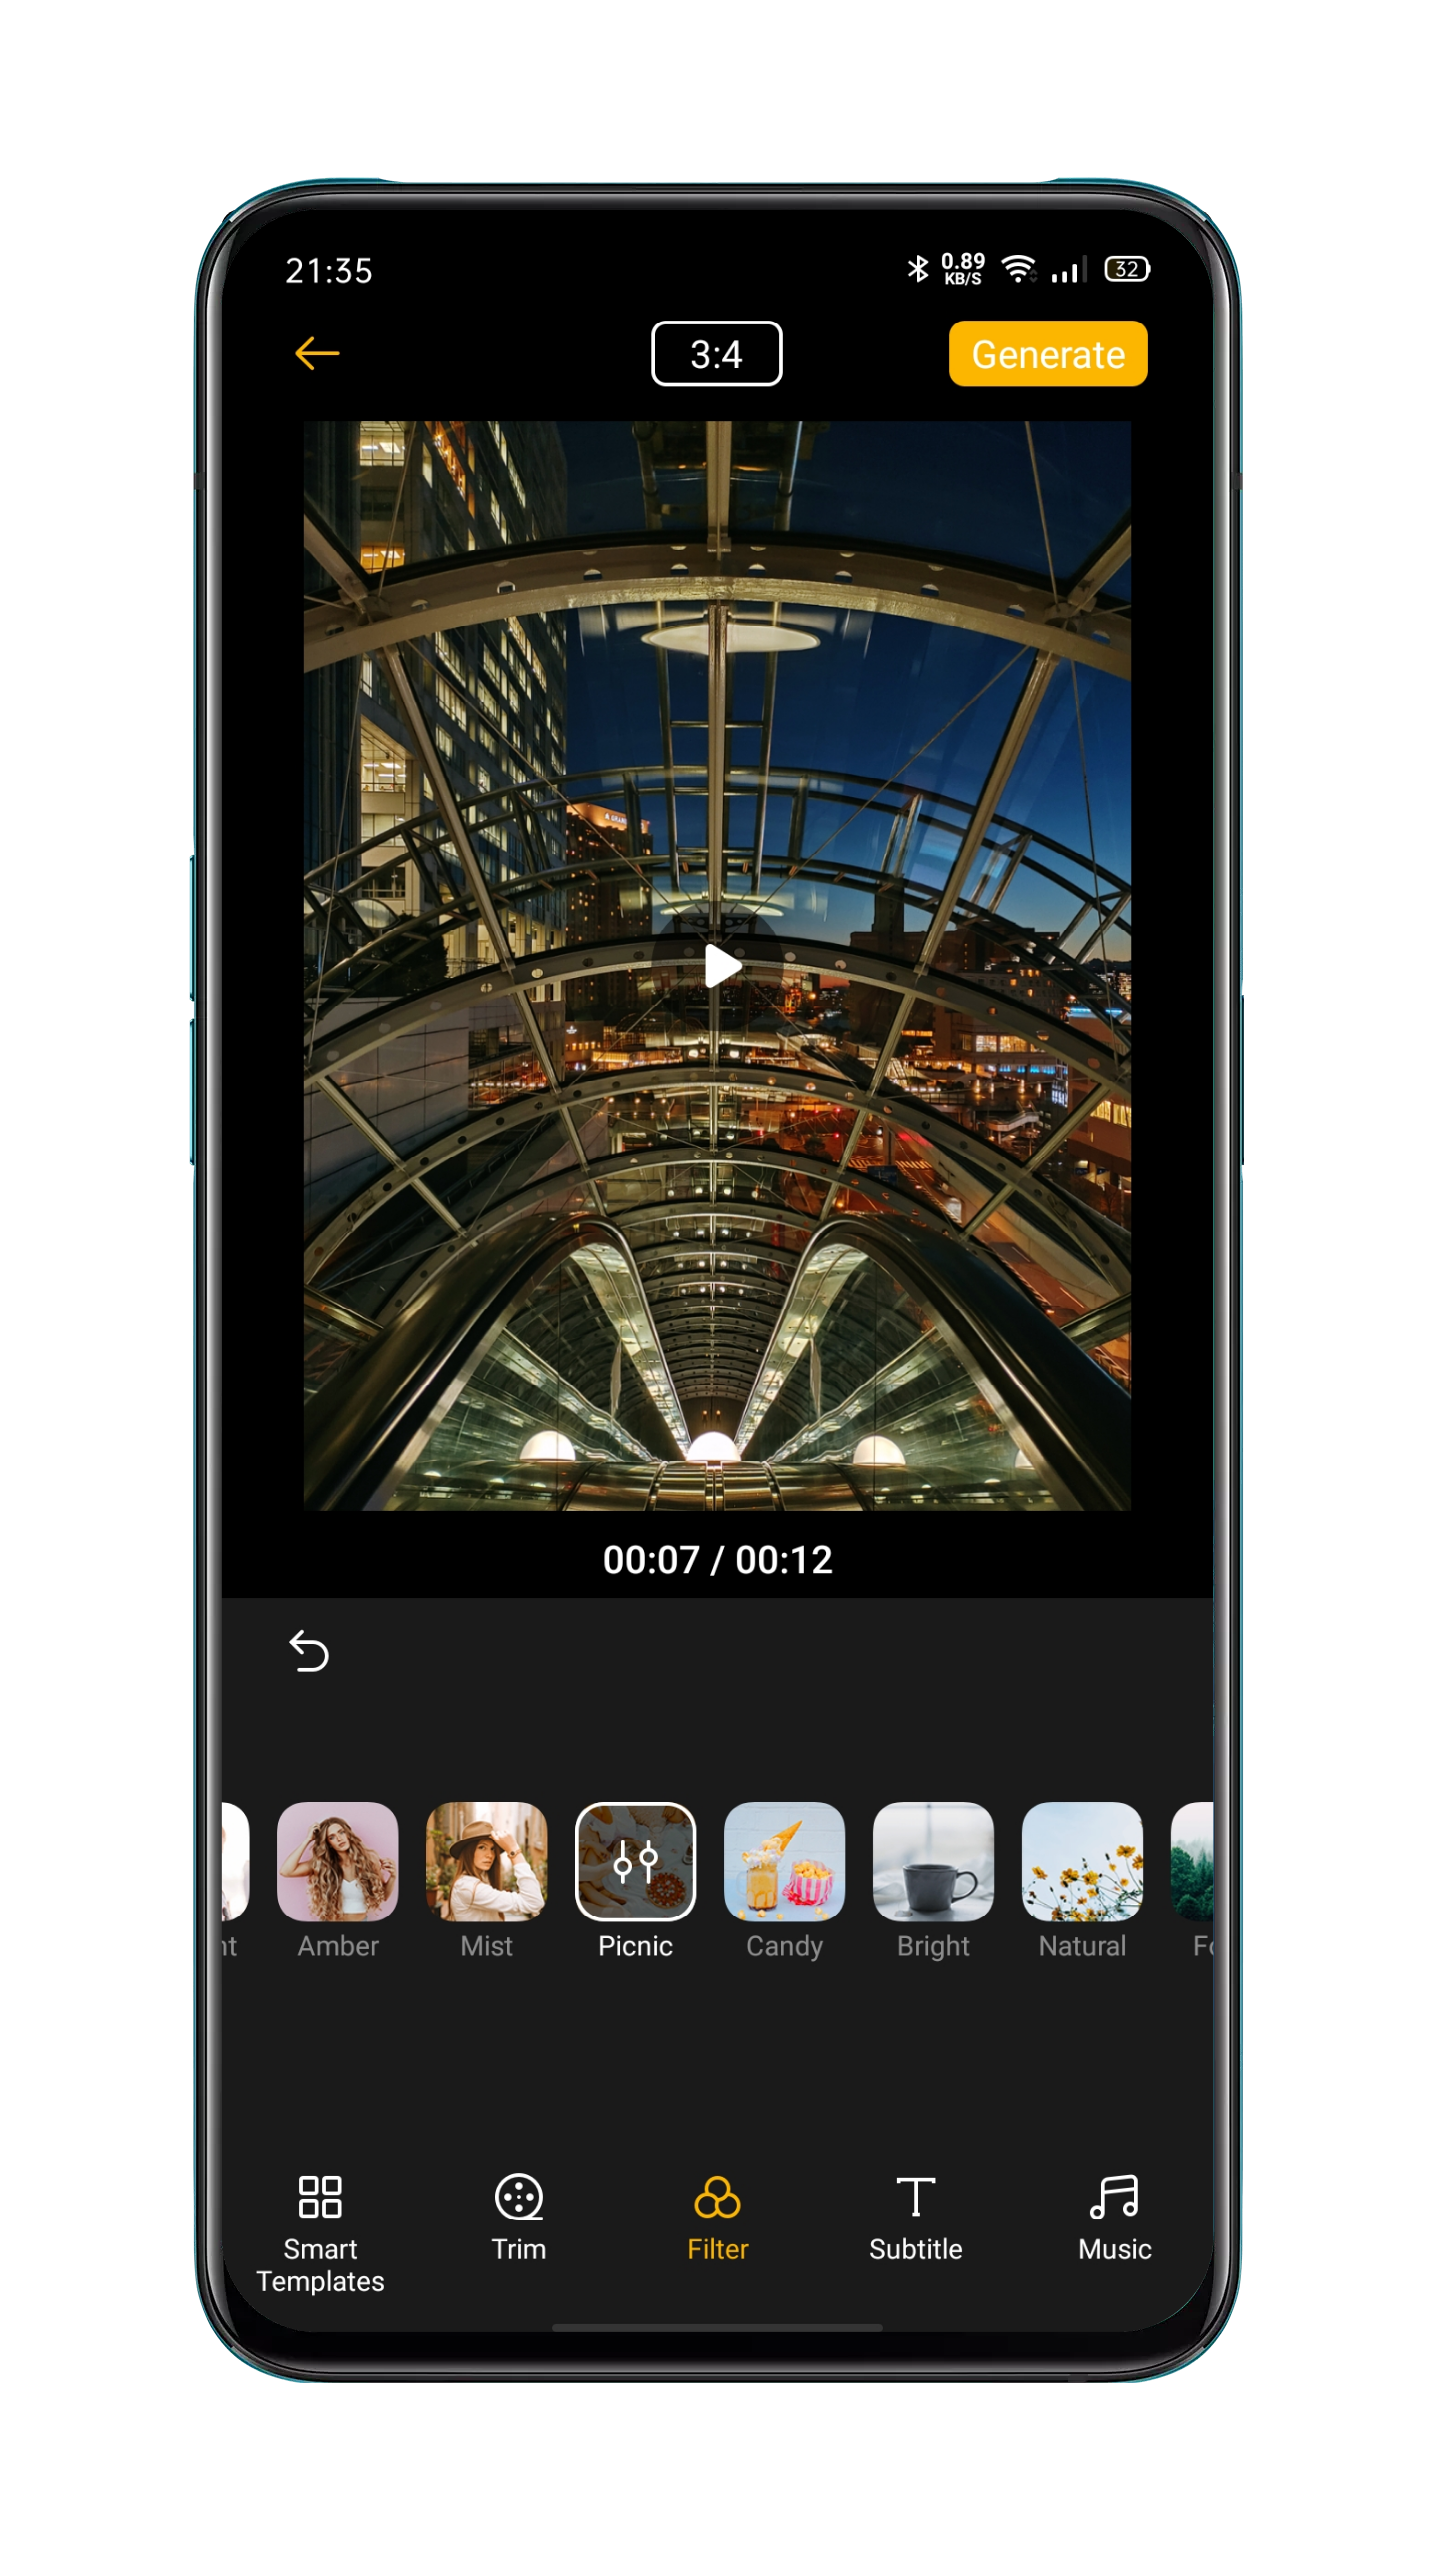 21:35
0.89
KB/S
32
3:4
Generate
00:07 / 00:12
Amber
Mist
Picnic
Candy
Bright
Natural
Smart
Templates
Trim
Filter
Subtitle
Music